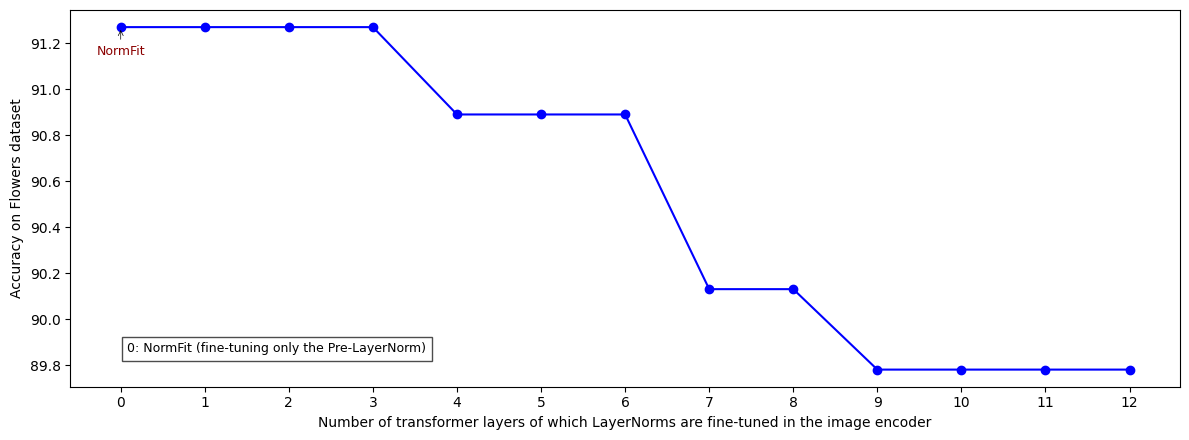 91.2
91.0
90.8
90.6
90.4
90.2
90.0
89.8
Accuracy on Flowers dataset
NormFit
0: NormFit (fine-tuning only the Pre-LayerNorm)
0 1 2 3 4 5 6 7 8 9 10 11 12
Number of transformer layers of which LayerNorms are fine-tuned in the image encoder